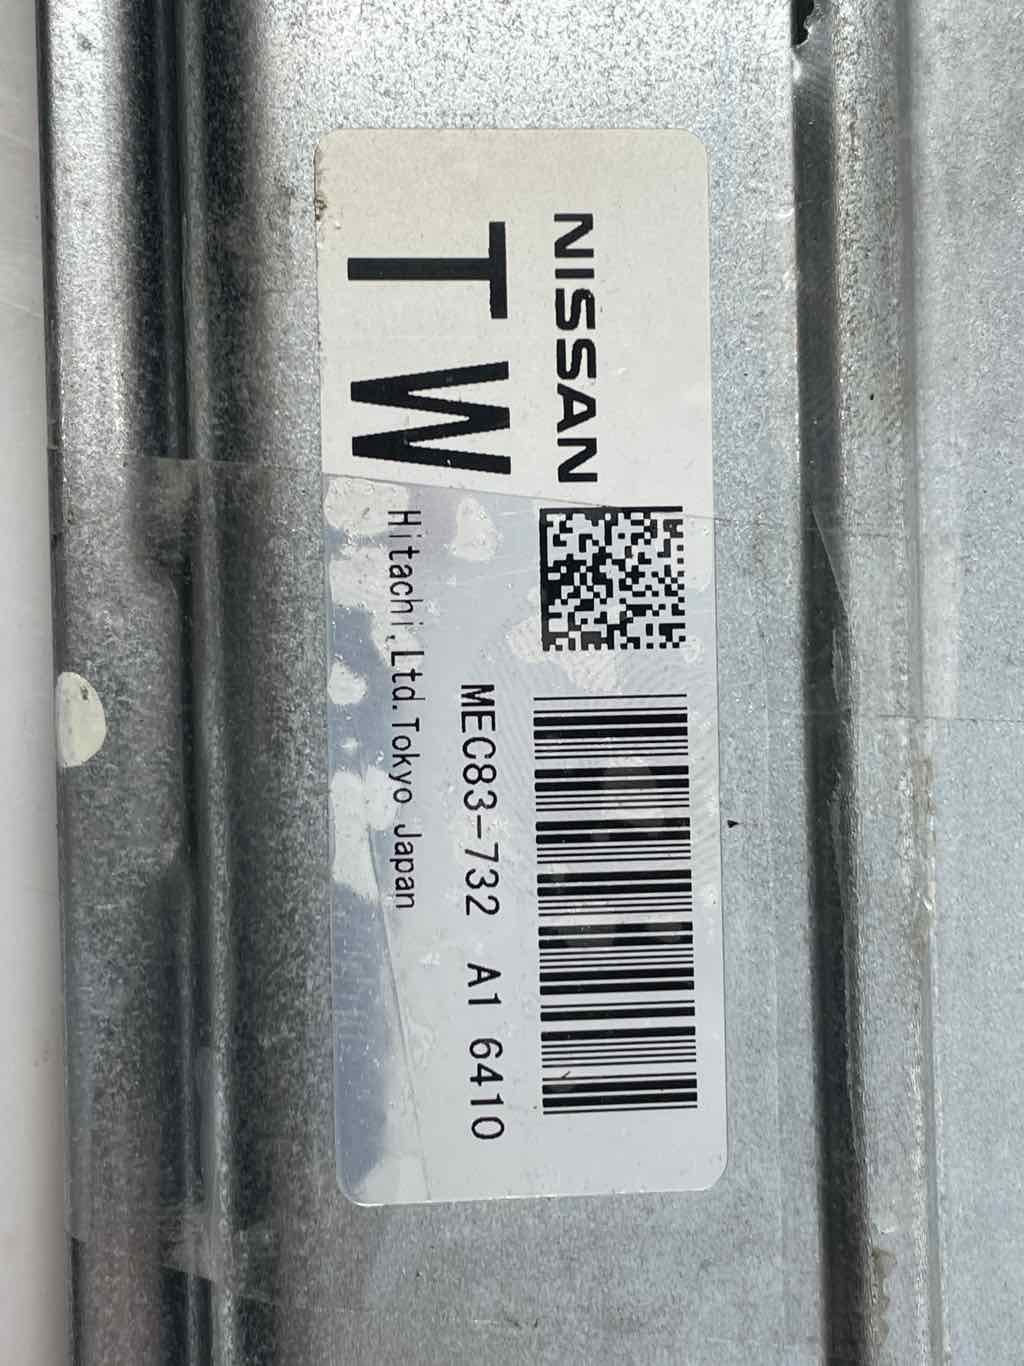 NISSAN
TW
MEC83-732 A1 6410
Hitachi,Ltd.Tokyo Japan